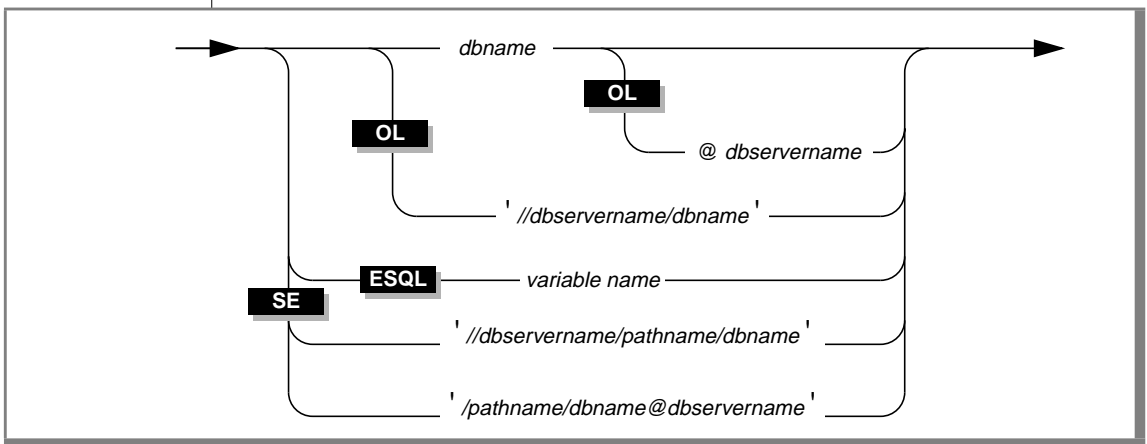 dbname
OL
OL
@ dbservername
' //dbservername/dbname '
ESQL variable name
SE
' //dbservername/pathname/dbname '
' /pathname/dbname@dbservername '